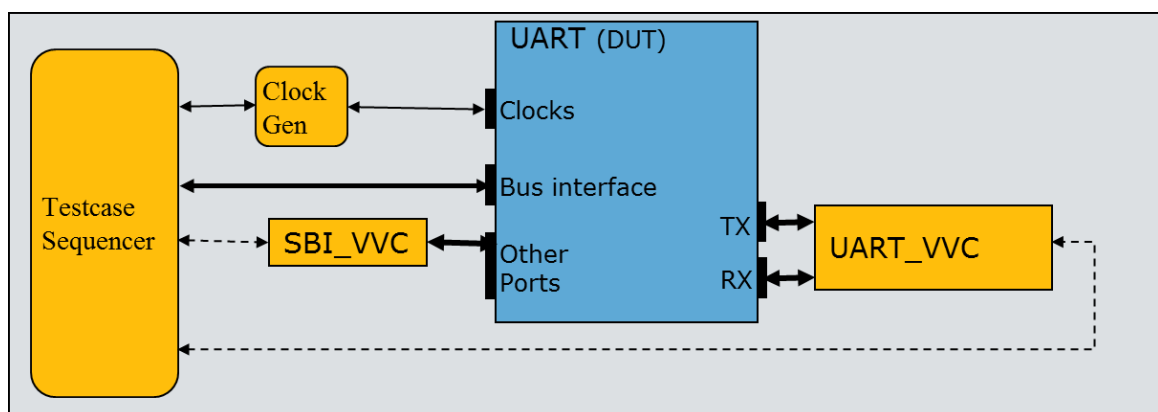 UART (DUT)
Clock
Gen
Clocks
Bus interface
Testcase
Sequencer
SBI_VVC
Other
Ports
TX
RX
UART_VVC